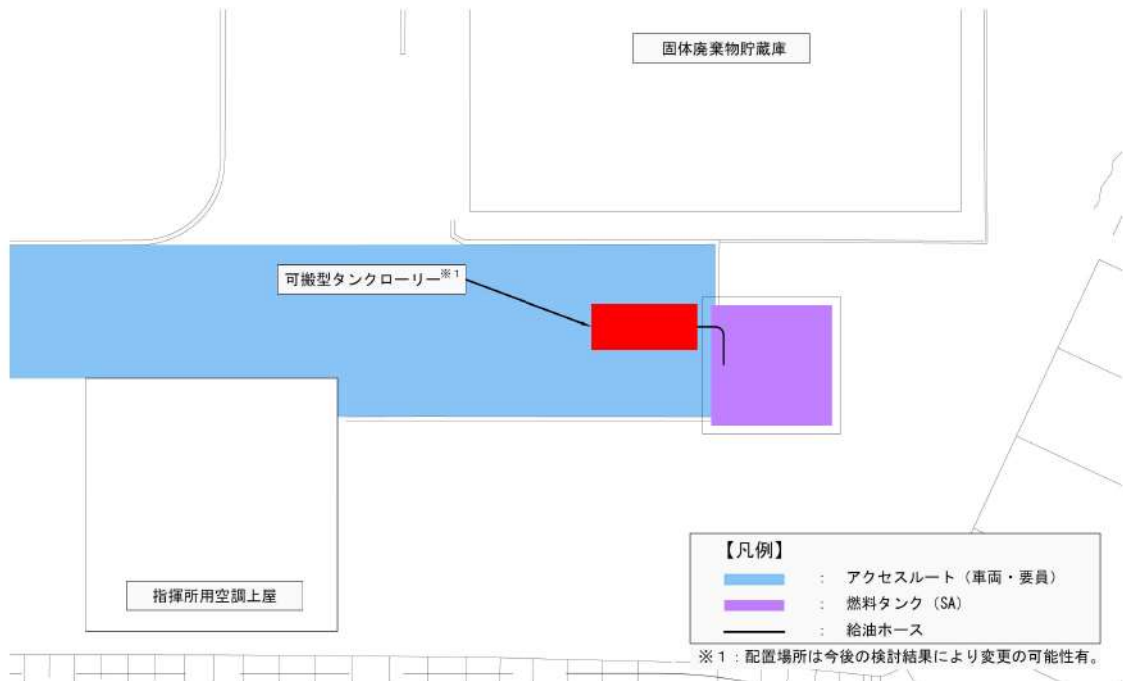 固体廃棄物貯蔵庫
可搬型タンクローリー※1
指揮所用空調上屋
【凡例】
： アクセスルート（車両・要員）
： 燃料タンク（SA）
： 給油ホース
※1：配置場所は今後の検討結果により変更の可能性有。